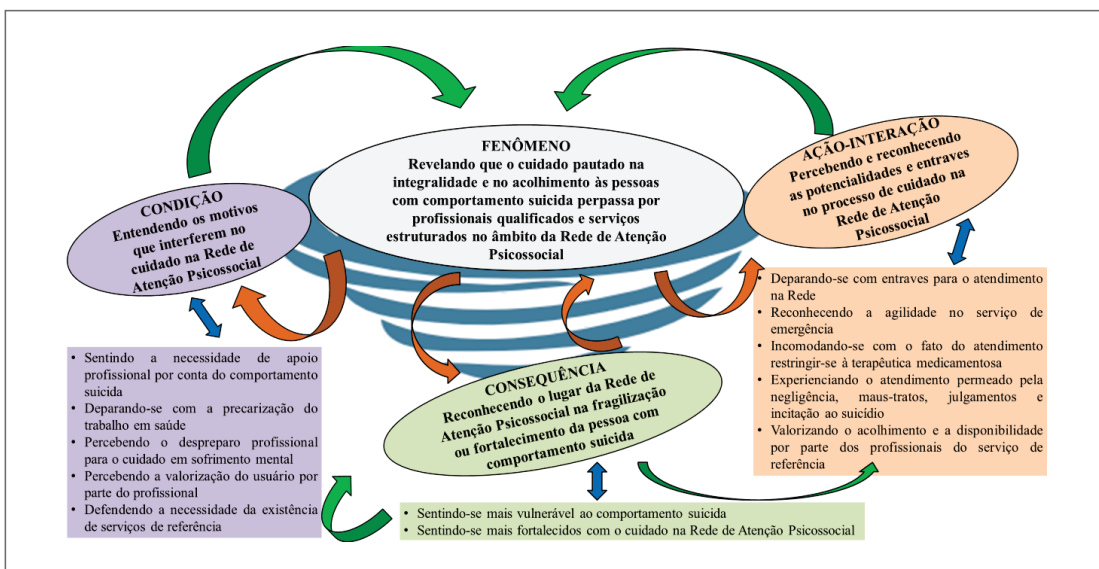 FENÔMENO
Revelando que o cuidado pautado na
integralidade e no acolhimento às pessoas
com comportamento suicida perpassa por
profissionais qualificados e serviços
estruturados no âmbito da Rede de Atenção
Psicossocial
CONDIÇÃO
Entendendo os motivos
que interferem no
cuidado na Rede de
Atenção Psicossocial
AÇÃO-INTERAÇÃO
Percebendo e reconhecendo
as potencialidades e entraves
no processo de cuidado na
Rede de Atenção
Psicossocial
• Sentindo a necessidade de apoio
profissional por conta do comportamento
suicida
• Deparando-se com a precarização do
trabalho em saúde
• Percebendo o despreparo profissional
para o cuidado em sofrimento mental
• Percebendo a valorização do usuário por
parte do profissional
• Defendendo a necessidade da existência
de serviços de referência
CONSEQUÊNCIA
Reconhecendo o lugar da Rede de
Atenção Psicossocial na fragilização
ou fortalecimento da pessoa com
comportamento suicida
• Deparando-se com entraves para o atendimento
na Rede
• Reconhecendo a agilidade no serviço de
emergência
• Incomodando-se com o fato do atendimento
restringir-se à terapêutica medicamentosa
• Experienciando o atendimento permeado pela
negligência, maus-tratos, julgamentos e
incitação ao suicídio
• Valorizando o acolhimento e a disponibilidade
por parte dos profissionais do serviço de
referência
• Sentindo-se mais vulnerável ao comportamento suicida
• Sentindo-se mais fortalecidos com o cuidado na Rede de Atenção Psicossocial